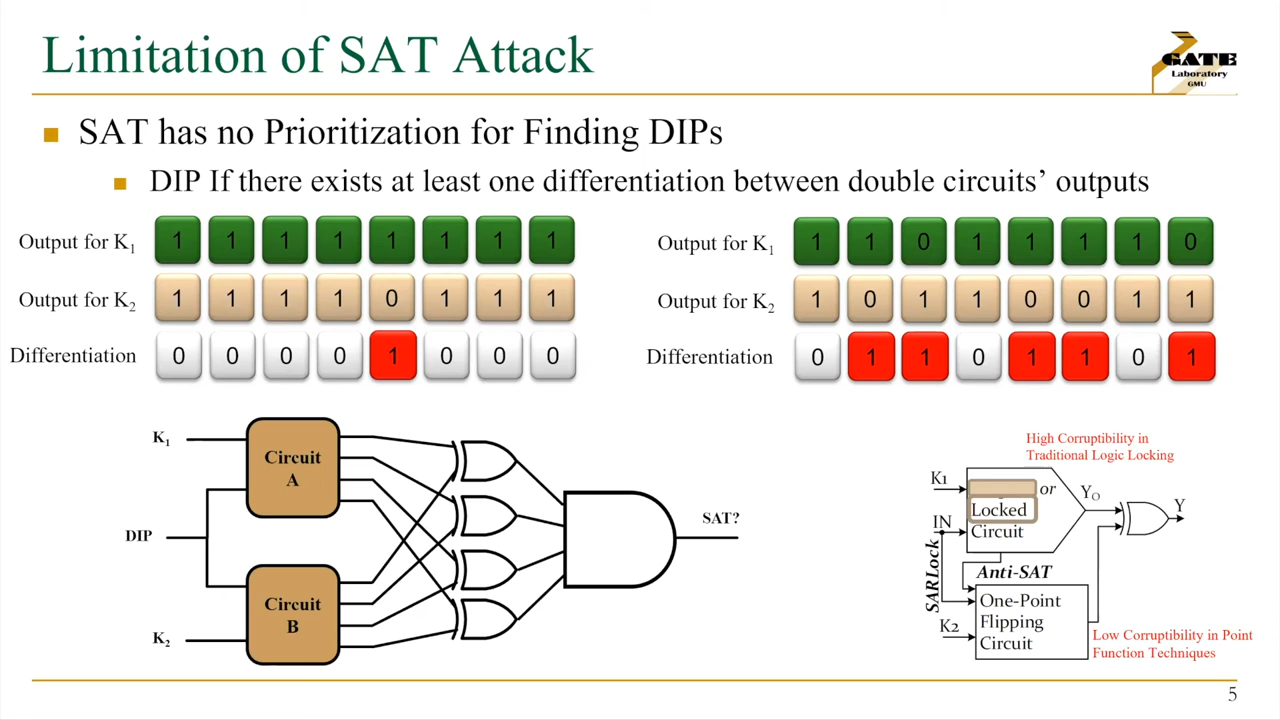 Limitation of SAT Attack
GATE
Laboratory
GMU
SAT has no Prioritization for Finding DIPs
DIP If there exists at least one differentiation between double circuits’ outputs
Output for K1 1 1 1 1 1 1 1 1
Output for K2 1 1 1 1 0 1 1 1
Differentiation 0 0 0 0 1 0 0 0
Output for K1 1 1 0 1 1 1 1 0
Output for K2 1 0 1 1 0 0 1 1
Differentiation 0 1 1 0 1 1 0 1
K1
Circuit
A
DIP
SAT?
Circuit
B
K2
High Corruptibility in
Traditional Logic Locking
K1
or
YO
Y
Locked
IN
Circuit
SARLock
Anti-SAT
One-Point
Flipping
Circuit
K2
Low Corruptibility in Point
Function Techniques
5